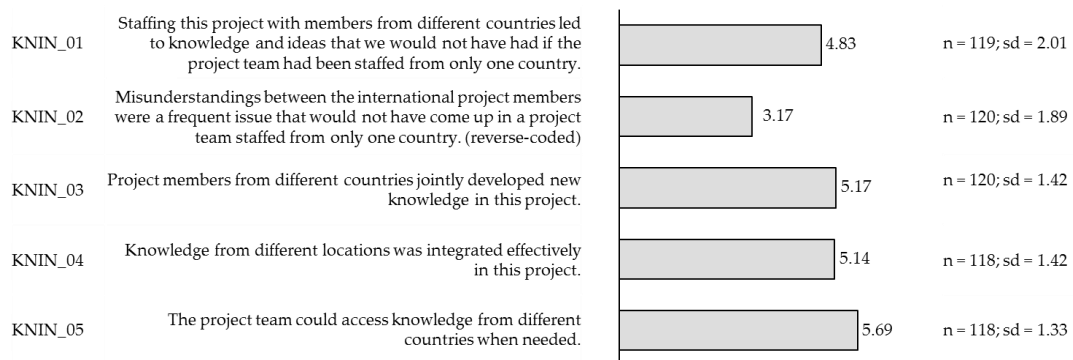 KNIN_01
Staffing this project with members from different countries led
to knowledge and ideas that we would not have had if the
project team had been staffed from only one country.
4.83
n = 119; sd = 2.01
KNIN_02
Misunderstandings between the international project members
were a frequent issue that would not have come up in a project
team staffed from only one country. (reverse-coded)
3.17
n = 120; sd = 1.89
KNIN_03
Project members from different countries jointly developed new
knowledge in this project.
5.17
n = 120; sd = 1.42
KNIN_04
Knowledge from different locations was integrated effectively
in this project.
5.14
n = 118; sd = 1.42
KNIN_05
The project team could access knowledge from different
countries when needed.
5.69
n = 118; sd = 1.33